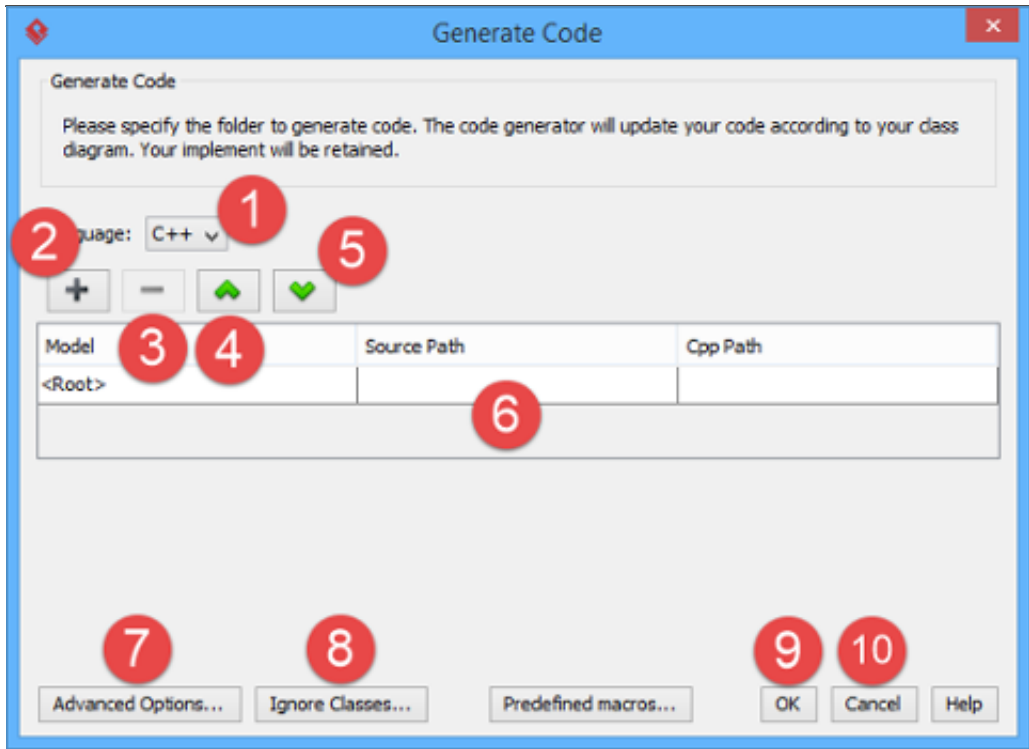 Generate Code
Generate Code
Please specify the folder to generate code. The code generator will update your code according to your class
diagram. Your implement will be retained.
1
2
guage: C++
5
Model
3
4
Source Path
Cpp Path
<Root>
6
7
8
9
10
Advanced Options...
Ignore Classes...
Predefined macros...
OK
Cancel
Help